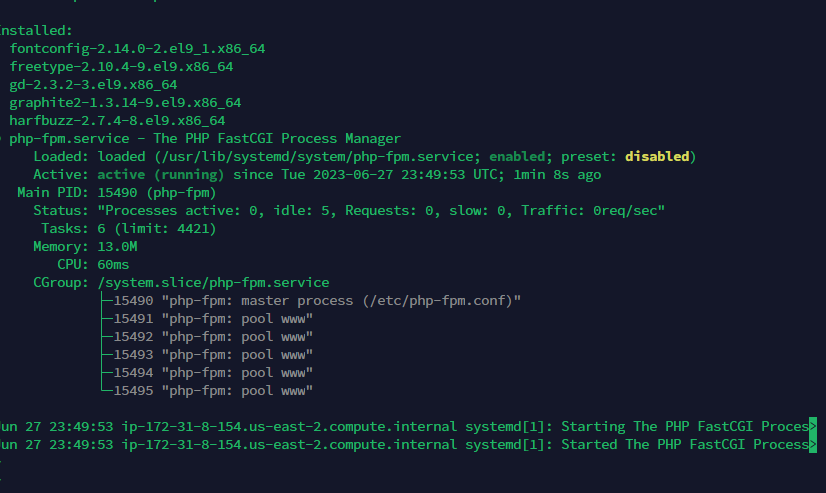 nstalled:
fontconfig-2.14.0-2.el9_1.x86_64
freetype-2.10.4-9.el9.x86_64
gd-2.3.2-3.el9.x86_64
graphite2-1.3.14-9.el9.x86_64
harfbuzz-2.7.4-8.el9.x86_64
php-fpm.service - The PHP FastCGI Process Manager
Loaded: loaded (/usr/lib/systemd/system/php-fpm.service; enabled; preset: disabled)
Active: active (running) since Tue 2023-06-27 23:49:53 UTC; 1min 8s ago
Main PID: 15490 (php-fpm)
Status: "Processes active: 0, idle: 5, Requests: 0, slow: 0, Traffic: 0req/sec"
Tasks: 6 (limit: 4421)
Memory: 13.0M
CPU: 60ms
CGroup: /system.slice/php-fpm.service
├─15490 "php-fpm: master process (/etc/php-fpm.conf)"
├─15491 "php-fpm: pool www"
├─15492 "php-fpm: pool www"
├─15493 "php-fpm: pool www"
├─15494 "php-fpm: pool www"
└─15495 "php-fpm: pool www"
Jun 27 23:49:53 ip-172-31-8-154.us-east-2.compute.internal systemd[1]: Starting The PHP FastCGI Proces>
Jun 27 23:49:53 ip-172-31-8-154.us-east-2.compute.internal systemd[1]: Started The PHP FastCGI Process>